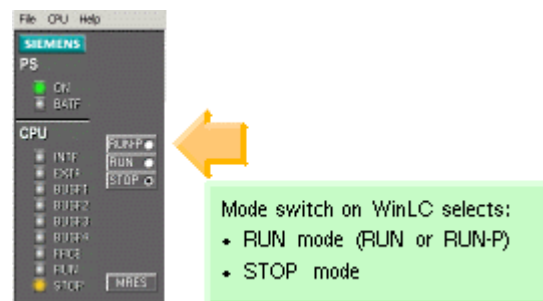 File CPU Help
SIEMENS
PS
ON
BATF
CPU
INTF
EXTF
BUSF1
BUSF2
BUSF3
BUSF4
FRCE
RUN
STOP
RUN-P
RUN
STOP
MRES
Mode switch on WinLC selects:
• RUN mode (RUN or RUN-P)
• STOP mode